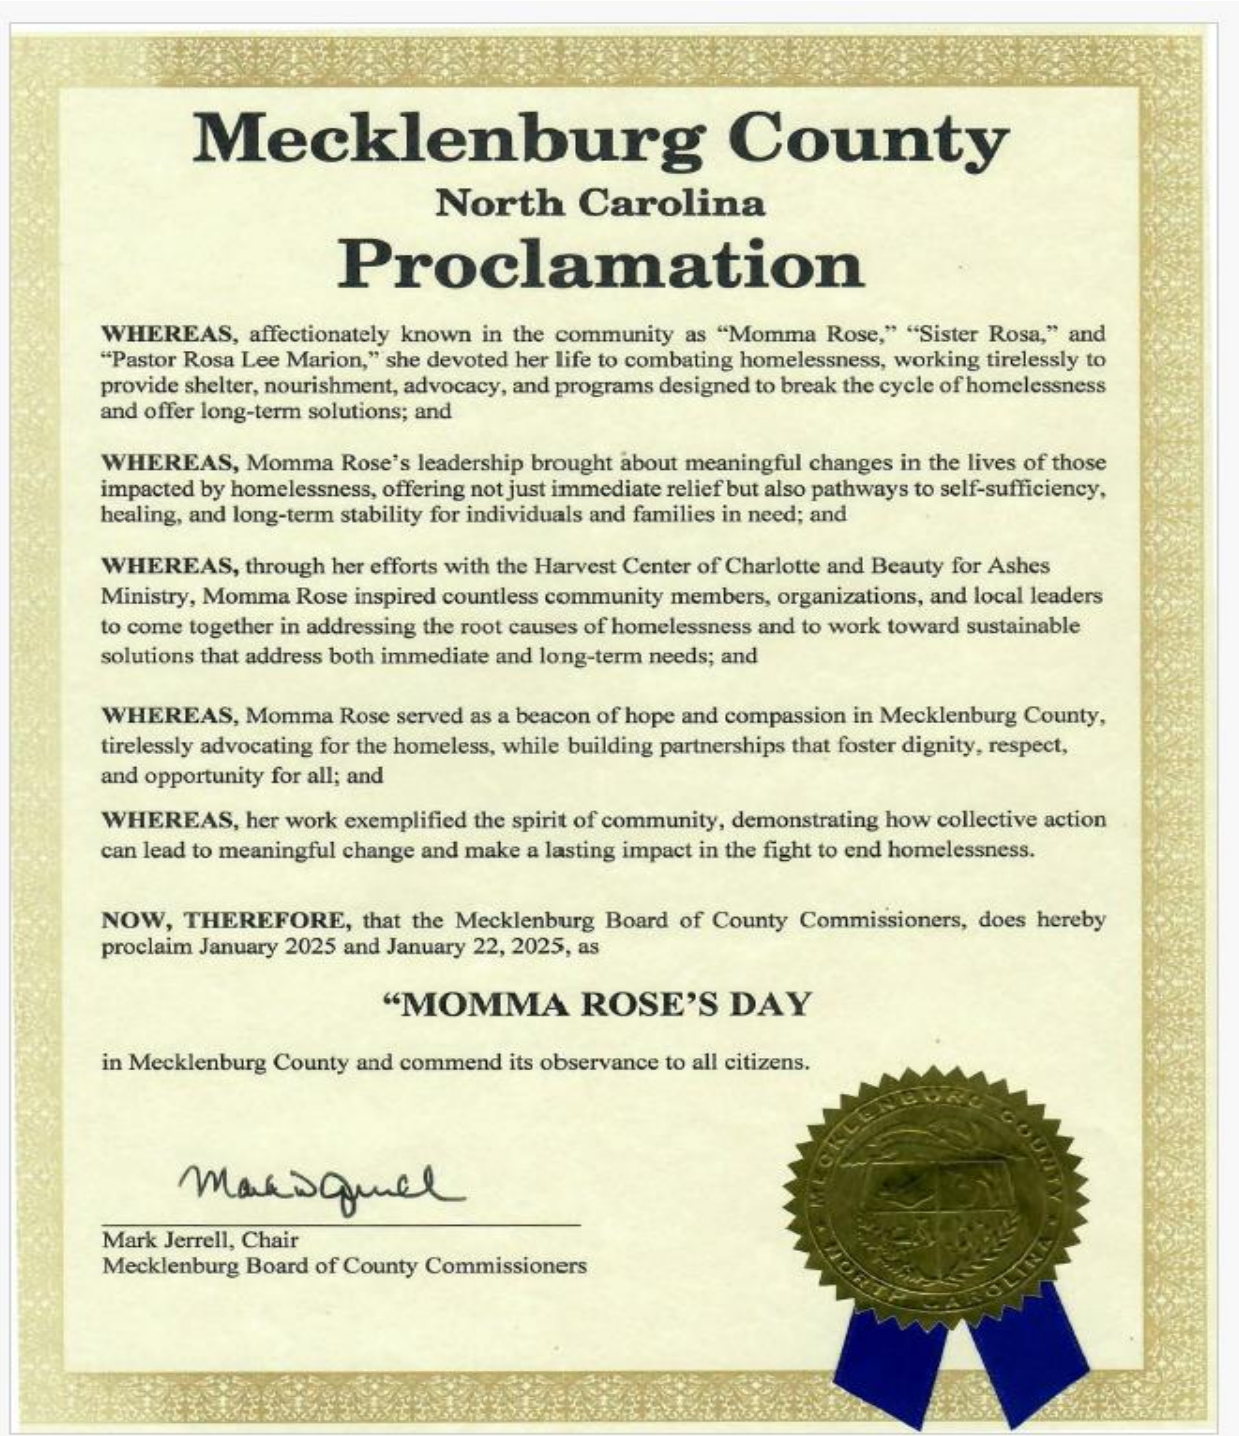 Mecklenburg County
North Carolina
Proclamation
WHEREAS, affectionately known in the community as “Momma Rose,” “Sister Rosa,” and
“Pastor Rosa Lee Marion,” she devoted her life to combating homelessness, working tirelessly to
provide shelter, nourishment, advocacy, and programs designed to break the cycle of homelessness
and offer long-term solutions; and
WHEREAS, Momma Rose’s leadership brought about meaningful changes in the lives of those
impacted by homelessness, offering not just immediate relief but also pathways to self-sufficiency,
healing, and long-term stability for individuals and families in need; and
WHEREAS, through her efforts with the Harvest Center of Charlotte and Beauty for Ashes
Ministry, Momma Rose inspired countless community members, organizations, and local leaders
to come together in addressing the root causes of homelessness and to work toward sustainable
solutions that address both immediate and long-term needs; and
WHEREAS, Momma Rose served as a beacon of hope and compassion in Mecklenburg County,
tirelessly advocating for the homeless, while building partnerships that foster dignity, respect,
and opportunity for all; and
WHEREAS, her work exemplified the spirit of community, demonstrating how collective action
can lead to meaningful change and make a lasting impact in the fight to end homelessness.
NOW, THEREFORE, that the Mecklenburg Board of County Commissioners, does hereby
proclaim January 2025 and January 22, 2025, as
“MOMMA ROSE’S DAY
in Mecklenburg County and commend its observance to all citizens.
Mark Jerrell, Chair
Mecklenburg Board of County Commissioners
MECKLENBURG COUNTY
NORTH CAROLINA